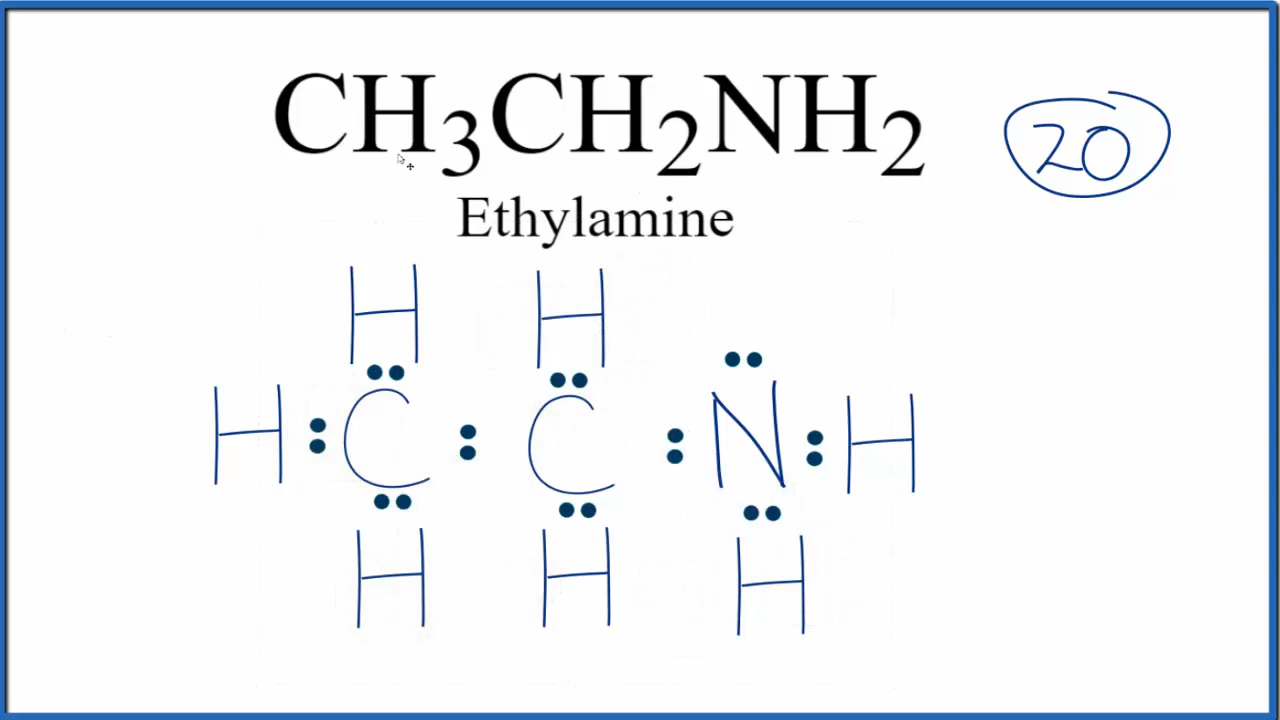 CH₃CH₂NH₂ 20
Ethylamine
H H
H C C N H
H H H